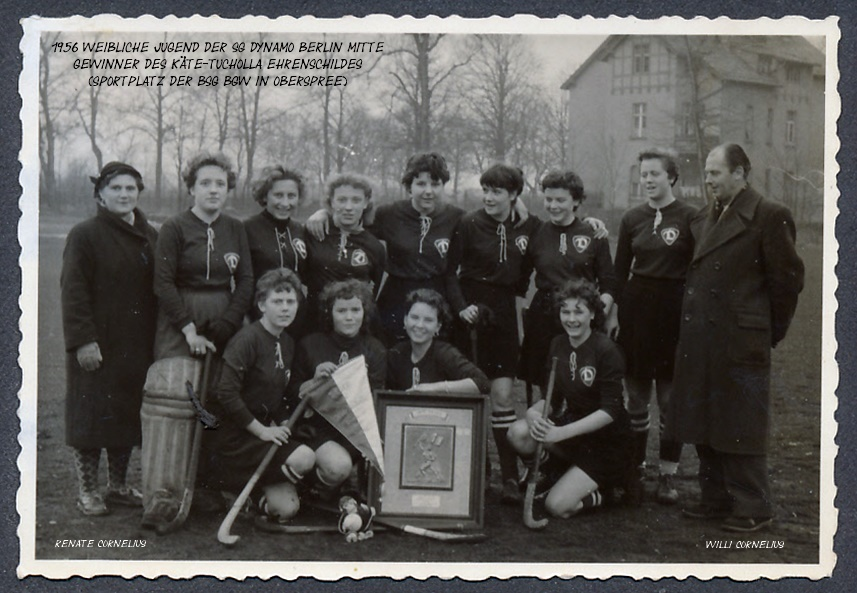 1956 WEIBLICHE JUGEND DER SG DYNAMO BERLIN MITTE
GEWINNER DES KÄTE-TUCHOLLA EHRENSCHILDES
(SPORTPLATZ DER BSG BGW IN OBERSPREE)
RENATE CORNELIUS
WILLI CORNELIUS